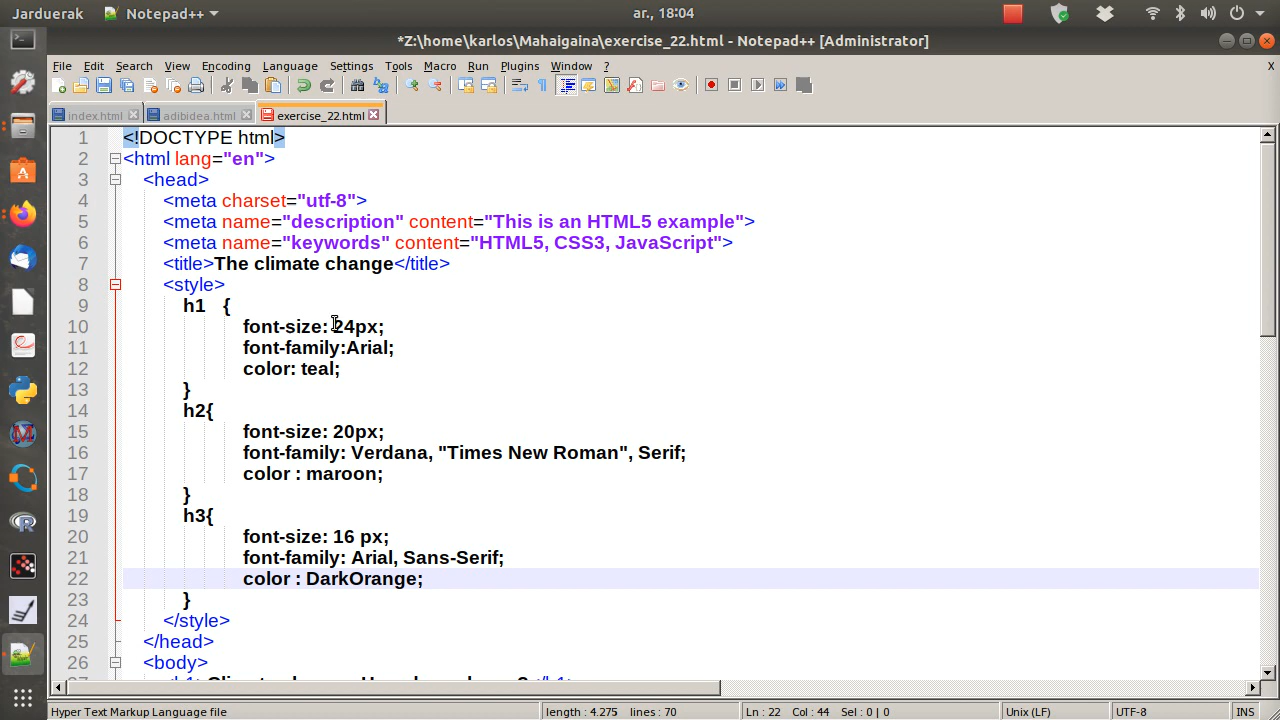 Jarduerak Notepad++ ar., 18:04
*Z:\home\karlos\Mahaigaina\exercise_22.html - Notepad++ [Administrator]
File Edit Search View Encoding Language Settings Tools Macro Run Plugins Window ? X
index.html adibidea.html exercise_22.html
1 <!DOCTYPE html>
2 <html lang="en">
3 <head>
4 <meta charset="utf-8">
5 <meta name="description" content="This is an HTML5 example">
6 <meta name="keywords" content="HTML5, CSS3, JavaScript">
7 <title>The climate change</title>
8 <style>
9 h1 {
10 font-size: 24px;
11 font-family:Arial;
12 color: teal;
13 }
14 h2{
15 font-size: 20px;
16 font-family: Verdana, "Times New Roman", Serif;
17 color : maroon;
18 }
19 h3{
20 font-size: 16 px;
21 font-family: Arial, Sans-Serif;
22 color : DarkOrange;
23 }
24 </style>
25 </head>
26 <body>
Hyper Text Markup Language file length : 4.275 lines : 70 Ln : 22 Col : 44 Sel : 0 | 0 Unix (LF) UTF-8 INS